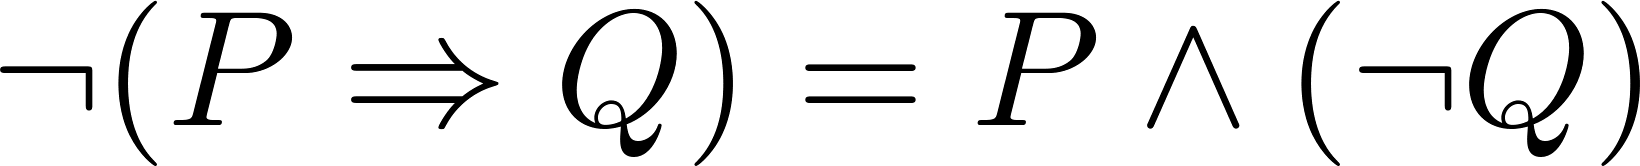 ¬(P ⇒ Q) = P ∧ (¬Q)